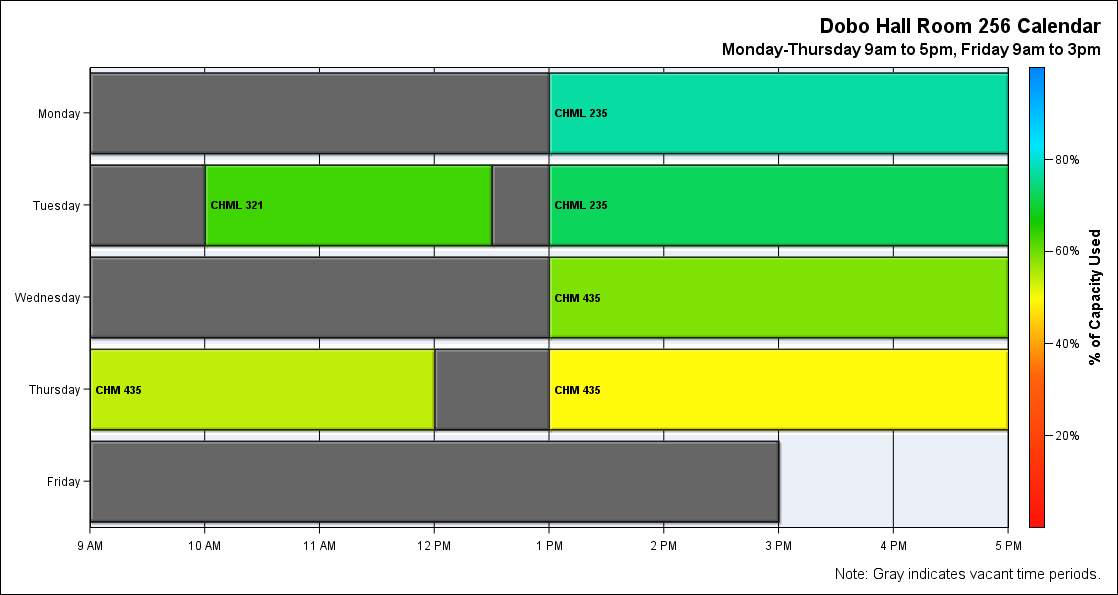 Dobo Hall Room 256 Calendar
Monday-Thursday 9am to 5pm, Friday 9am to 3pm
Monday
CHML 235
Tuesday
CHML 321
CHML 235
Wednesday
CHM 435
Thursday
CHM 435
CHM 435
Friday
9 AM
10 AM
11 AM
12 PM
1 PM
2 PM
3 PM
4 PM
5 PM
80%
60%
40%
20%
% of Capacity Used
Note: Gray indicates vacant time periods.